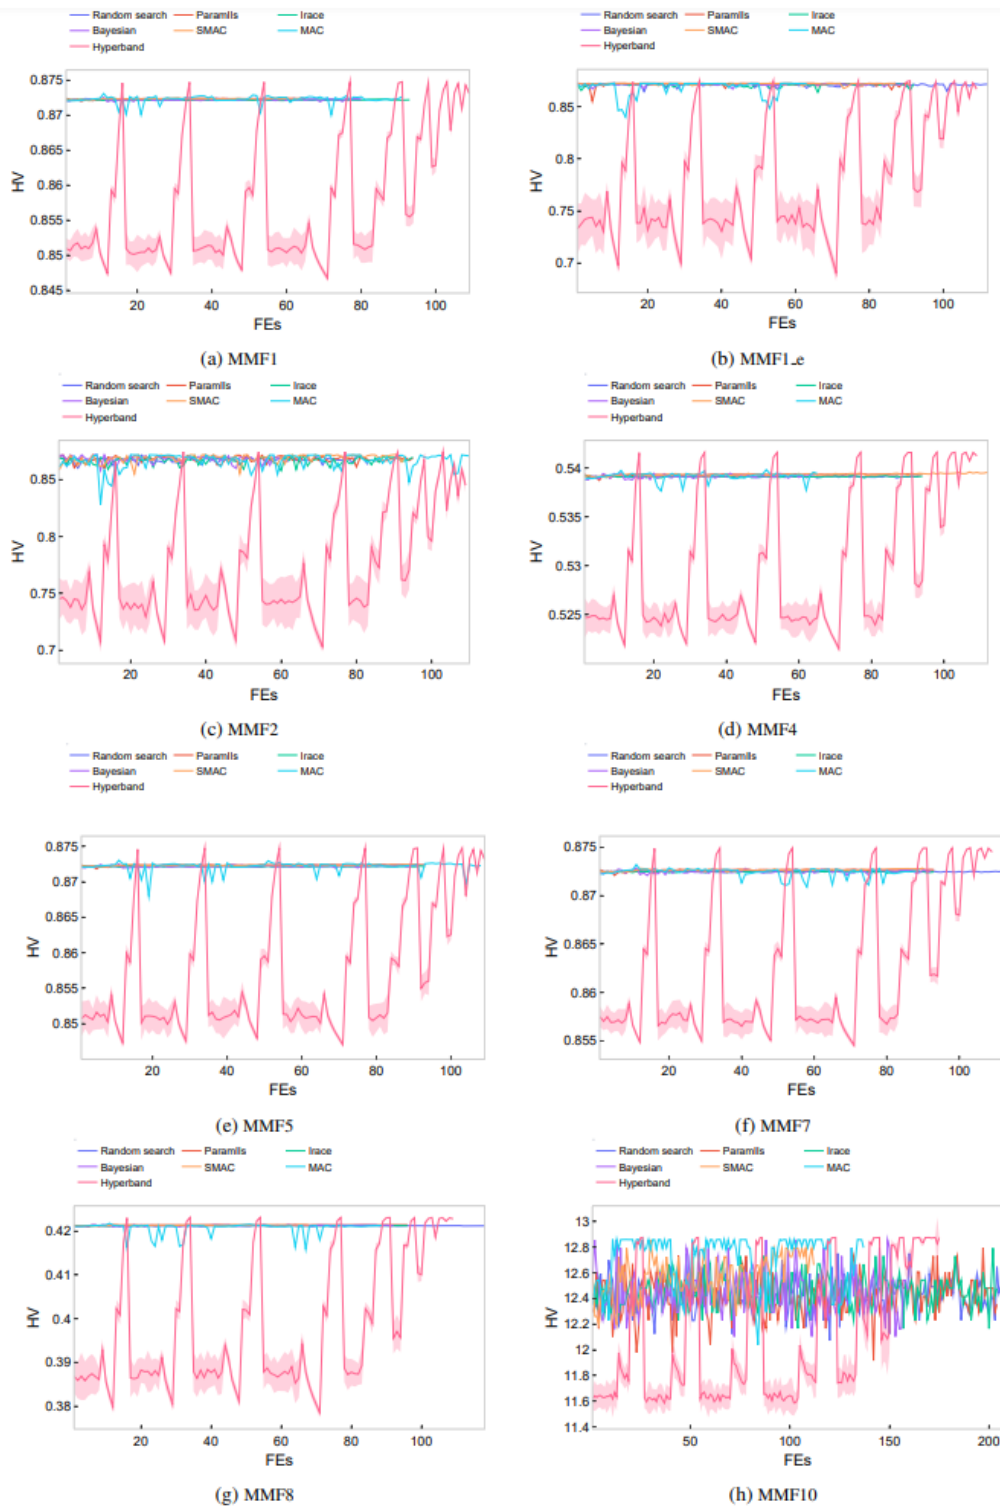 Random search ParamIls Irace
Bayesian SMAC MAC
Hyperband
0.875
0.87
0.865
0.86
0.855
0.85
0.845
HV
20 40 60 80 100
FEs
(a) MMF1
Random search ParamIls Irace
Bayesian SMAC MAC
Hyperband
0.85
0.8
0.75
0.7
HV
20 40 60 80 100
FEs
(b) MMF1_e
Random search ParamIls Irace
Bayesian SMAC MAC
Hyperband
0.85
0.8
0.75
0.7
HV
20 40 60 80 100
FEs
(c) MMF2
Random search ParamIls Irace
Bayesian SMAC MAC
Hyperband
0.54
0.535
0.53
0.525
HV
20 40 60 80 100
FEs
(d) MMF4
Random search ParamIls Irace
Bayesian SMAC MAC
Hyperband
0.875
0.87
0.865
0.86
0.855
0.85
HV
20 40 60 80 100
FEs
(e) MMF5
Random search ParamIls Irace
Bayesian SMAC MAC
Hyperband
0.875
0.87
0.865
0.86
0.855
HV
20 40 60 80 100
FEs
(f) MMF7
Random search ParamIls Irace
Bayesian SMAC MAC
Hyperband
0.42
0.41
0.4
0.39
0.38
HV
20 40 60 80 100
FEs
(g) MMF8
Random search ParamIls Irace
Bayesian SMAC MAC
Hyperband
13
12.8
12.6
12.4
12.2
12
11.8
11.6
11.4
HV
50 100 150 200
FEs
(h) MMF10